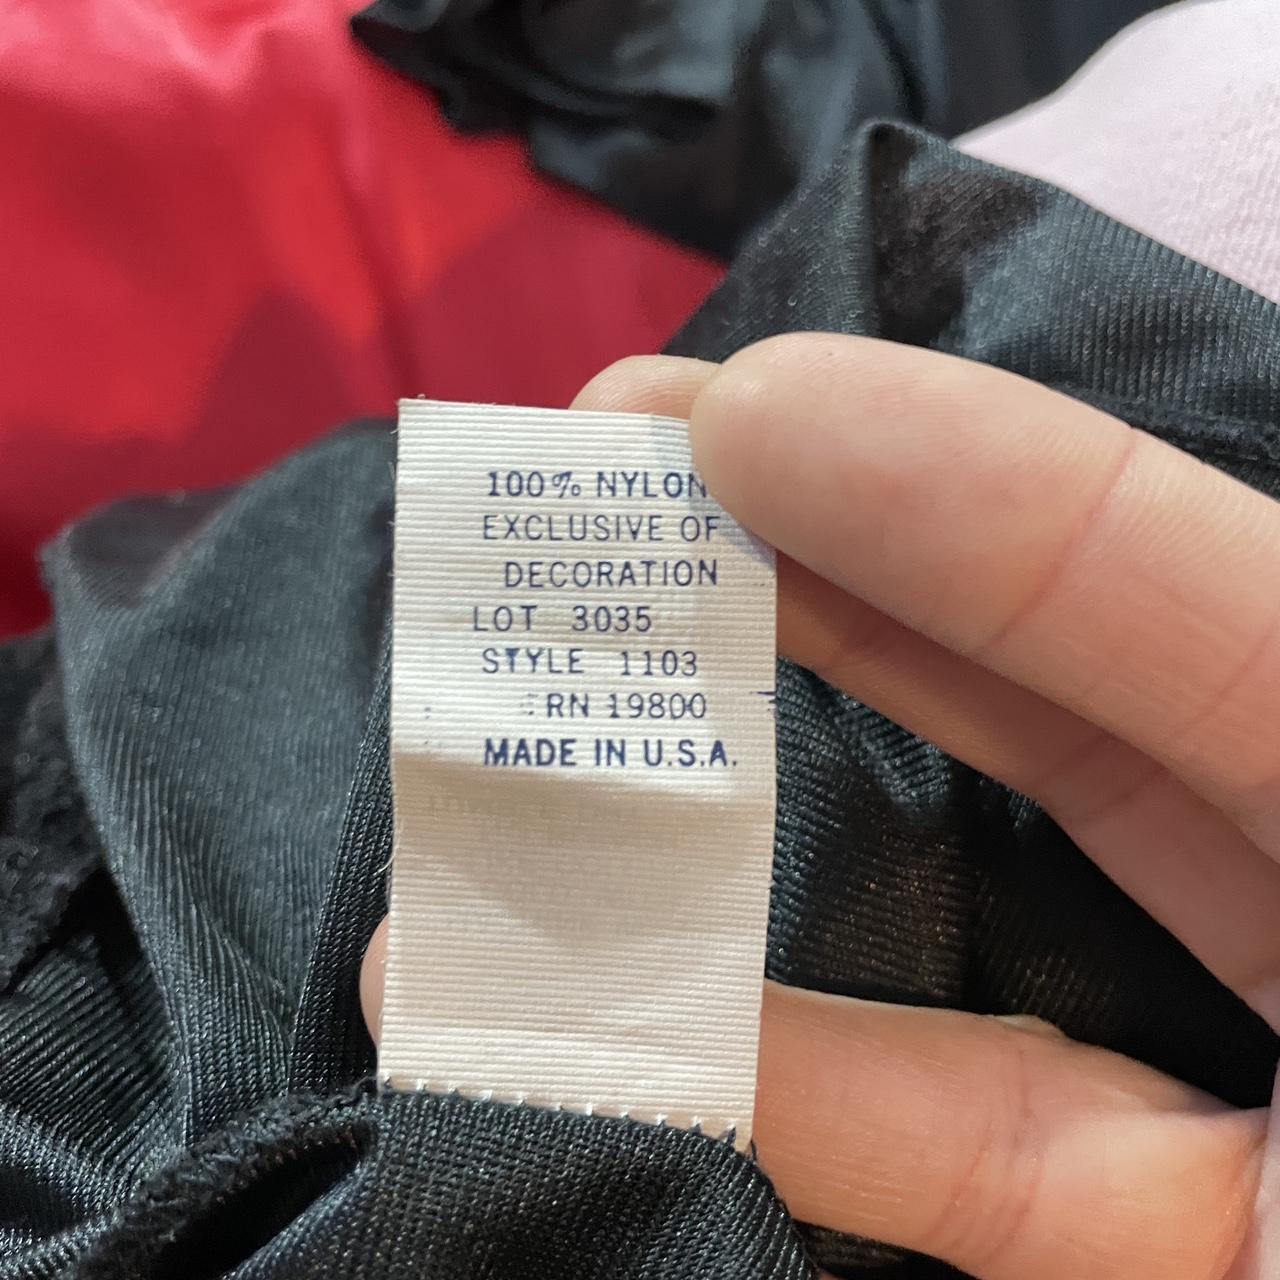 100% NYLON
EXCLUSIVE OF
DECORATION
LOT 3035
STYLE 1103
RN 19800
MADE IN U.S.A.